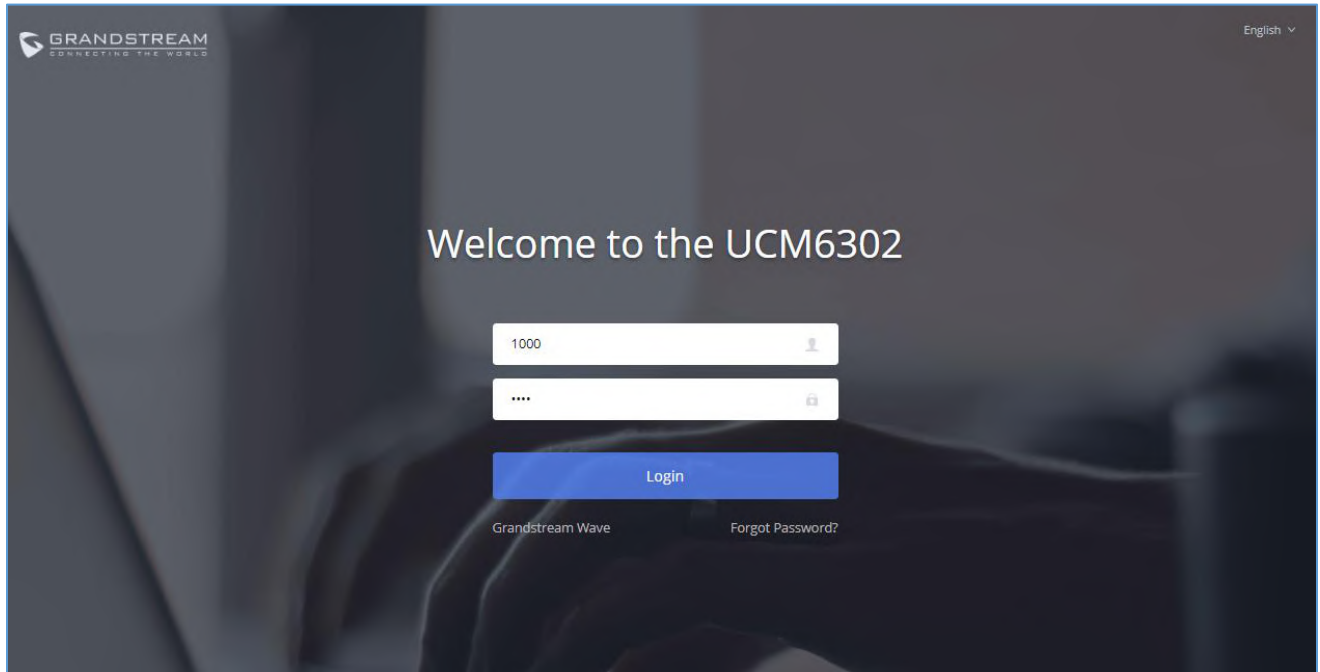 GRANDSTREAM
CONNECTING THE WORLD
English
Welcome to the UCM6302
1000
••••
Login
Grandstream Wave
Forgot Password?